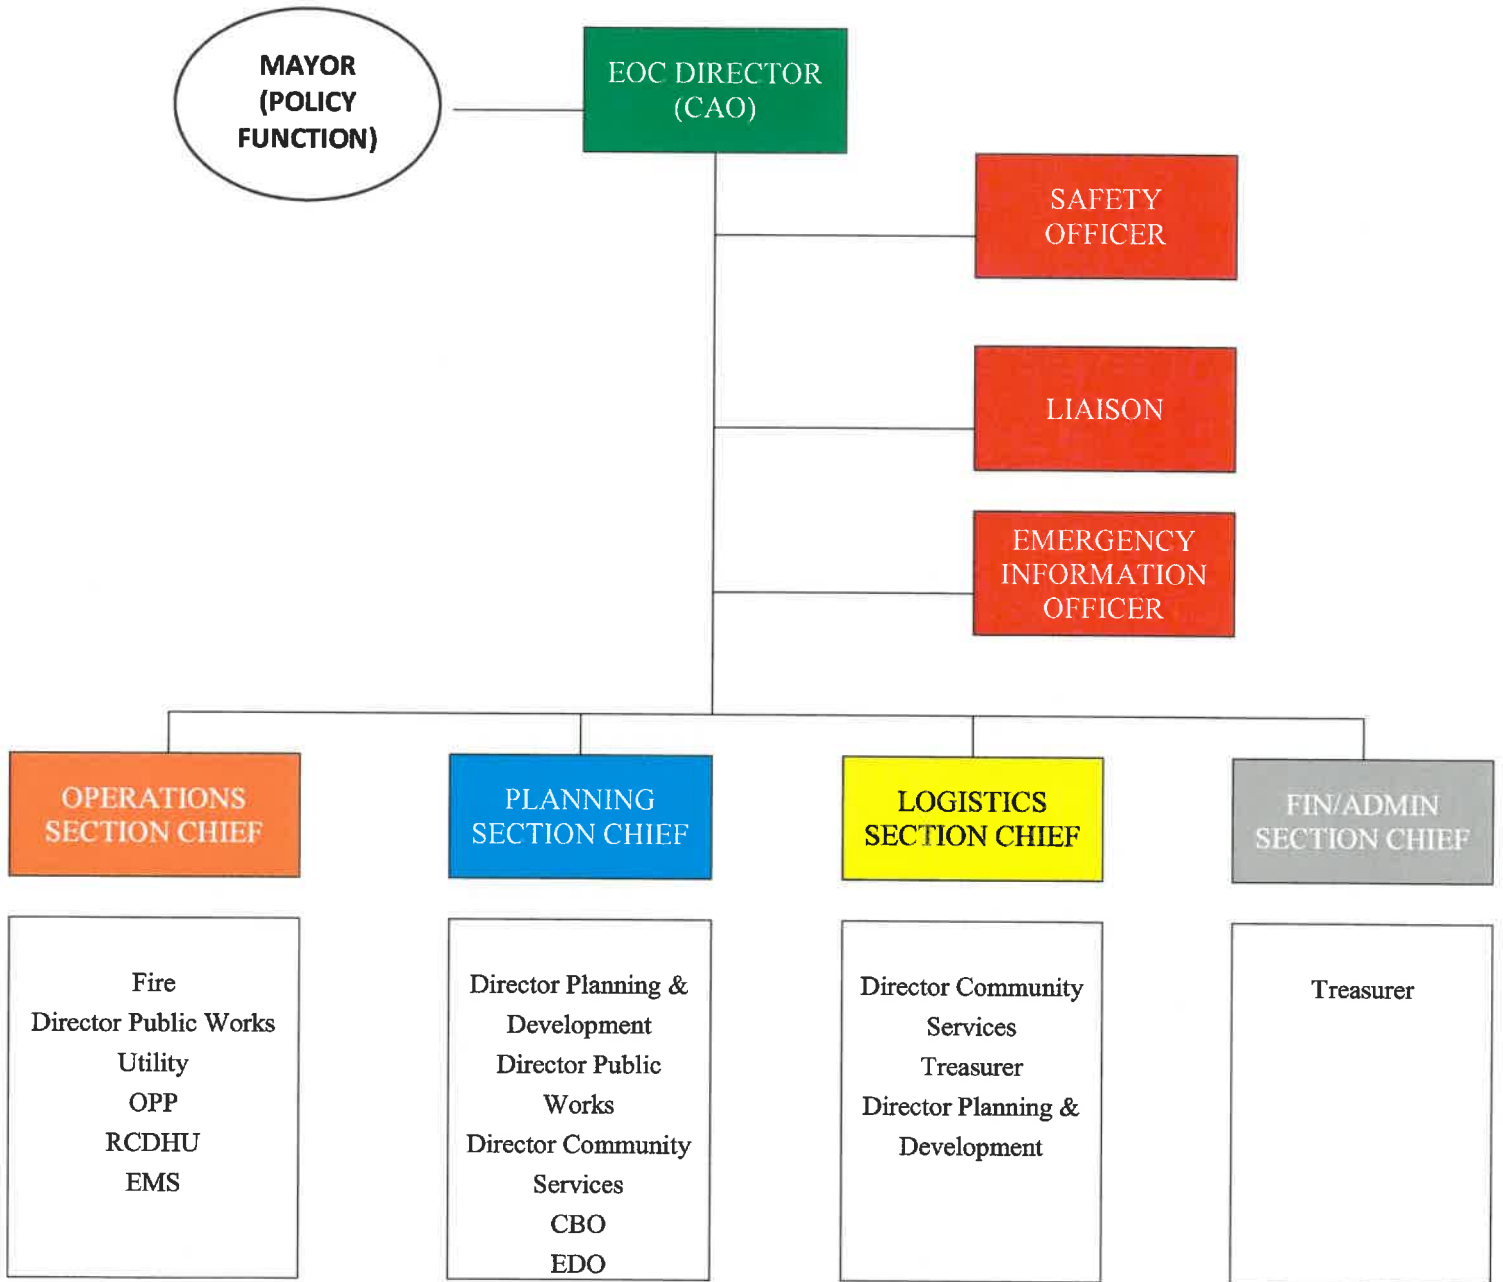 MAYOR
(POLICY
FUNCTION)
EOC DIRECTOR
(CAO)
SAFETY
OFFICER
LIAISON
EMERGENCY
INFORMATION
OFFICER
OPERATIONS
SECTION CHIEF
PLANNING
SECTION CHIEF
LOGISTICS
SECTION CHIEF
FIN/ADMIN
SECTION CHIEF
Fire
Director Public Works
Utility
OPP
RCDHU
EMS
Director Planning &
Development
Director Public
Works
Director Community
Services
CBO
EDO
Director Community
Services
Treasurer
Director Planning &
Development
Treasurer